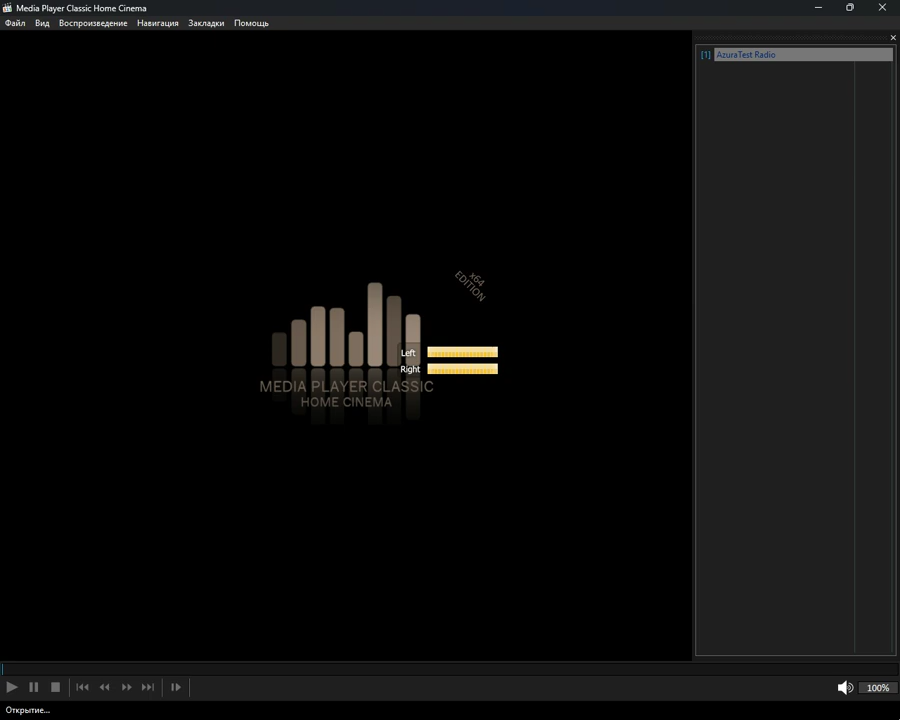 Media Player Classic Home Cinema
Файл Вид Воспроизведение Навигация Закладки Помощь
[1] AzuraTest Radio
x64
EDITION
Left
Right
MEDIA PLAYER CLASSIC
HOME CINEMA
100%
Открытие...